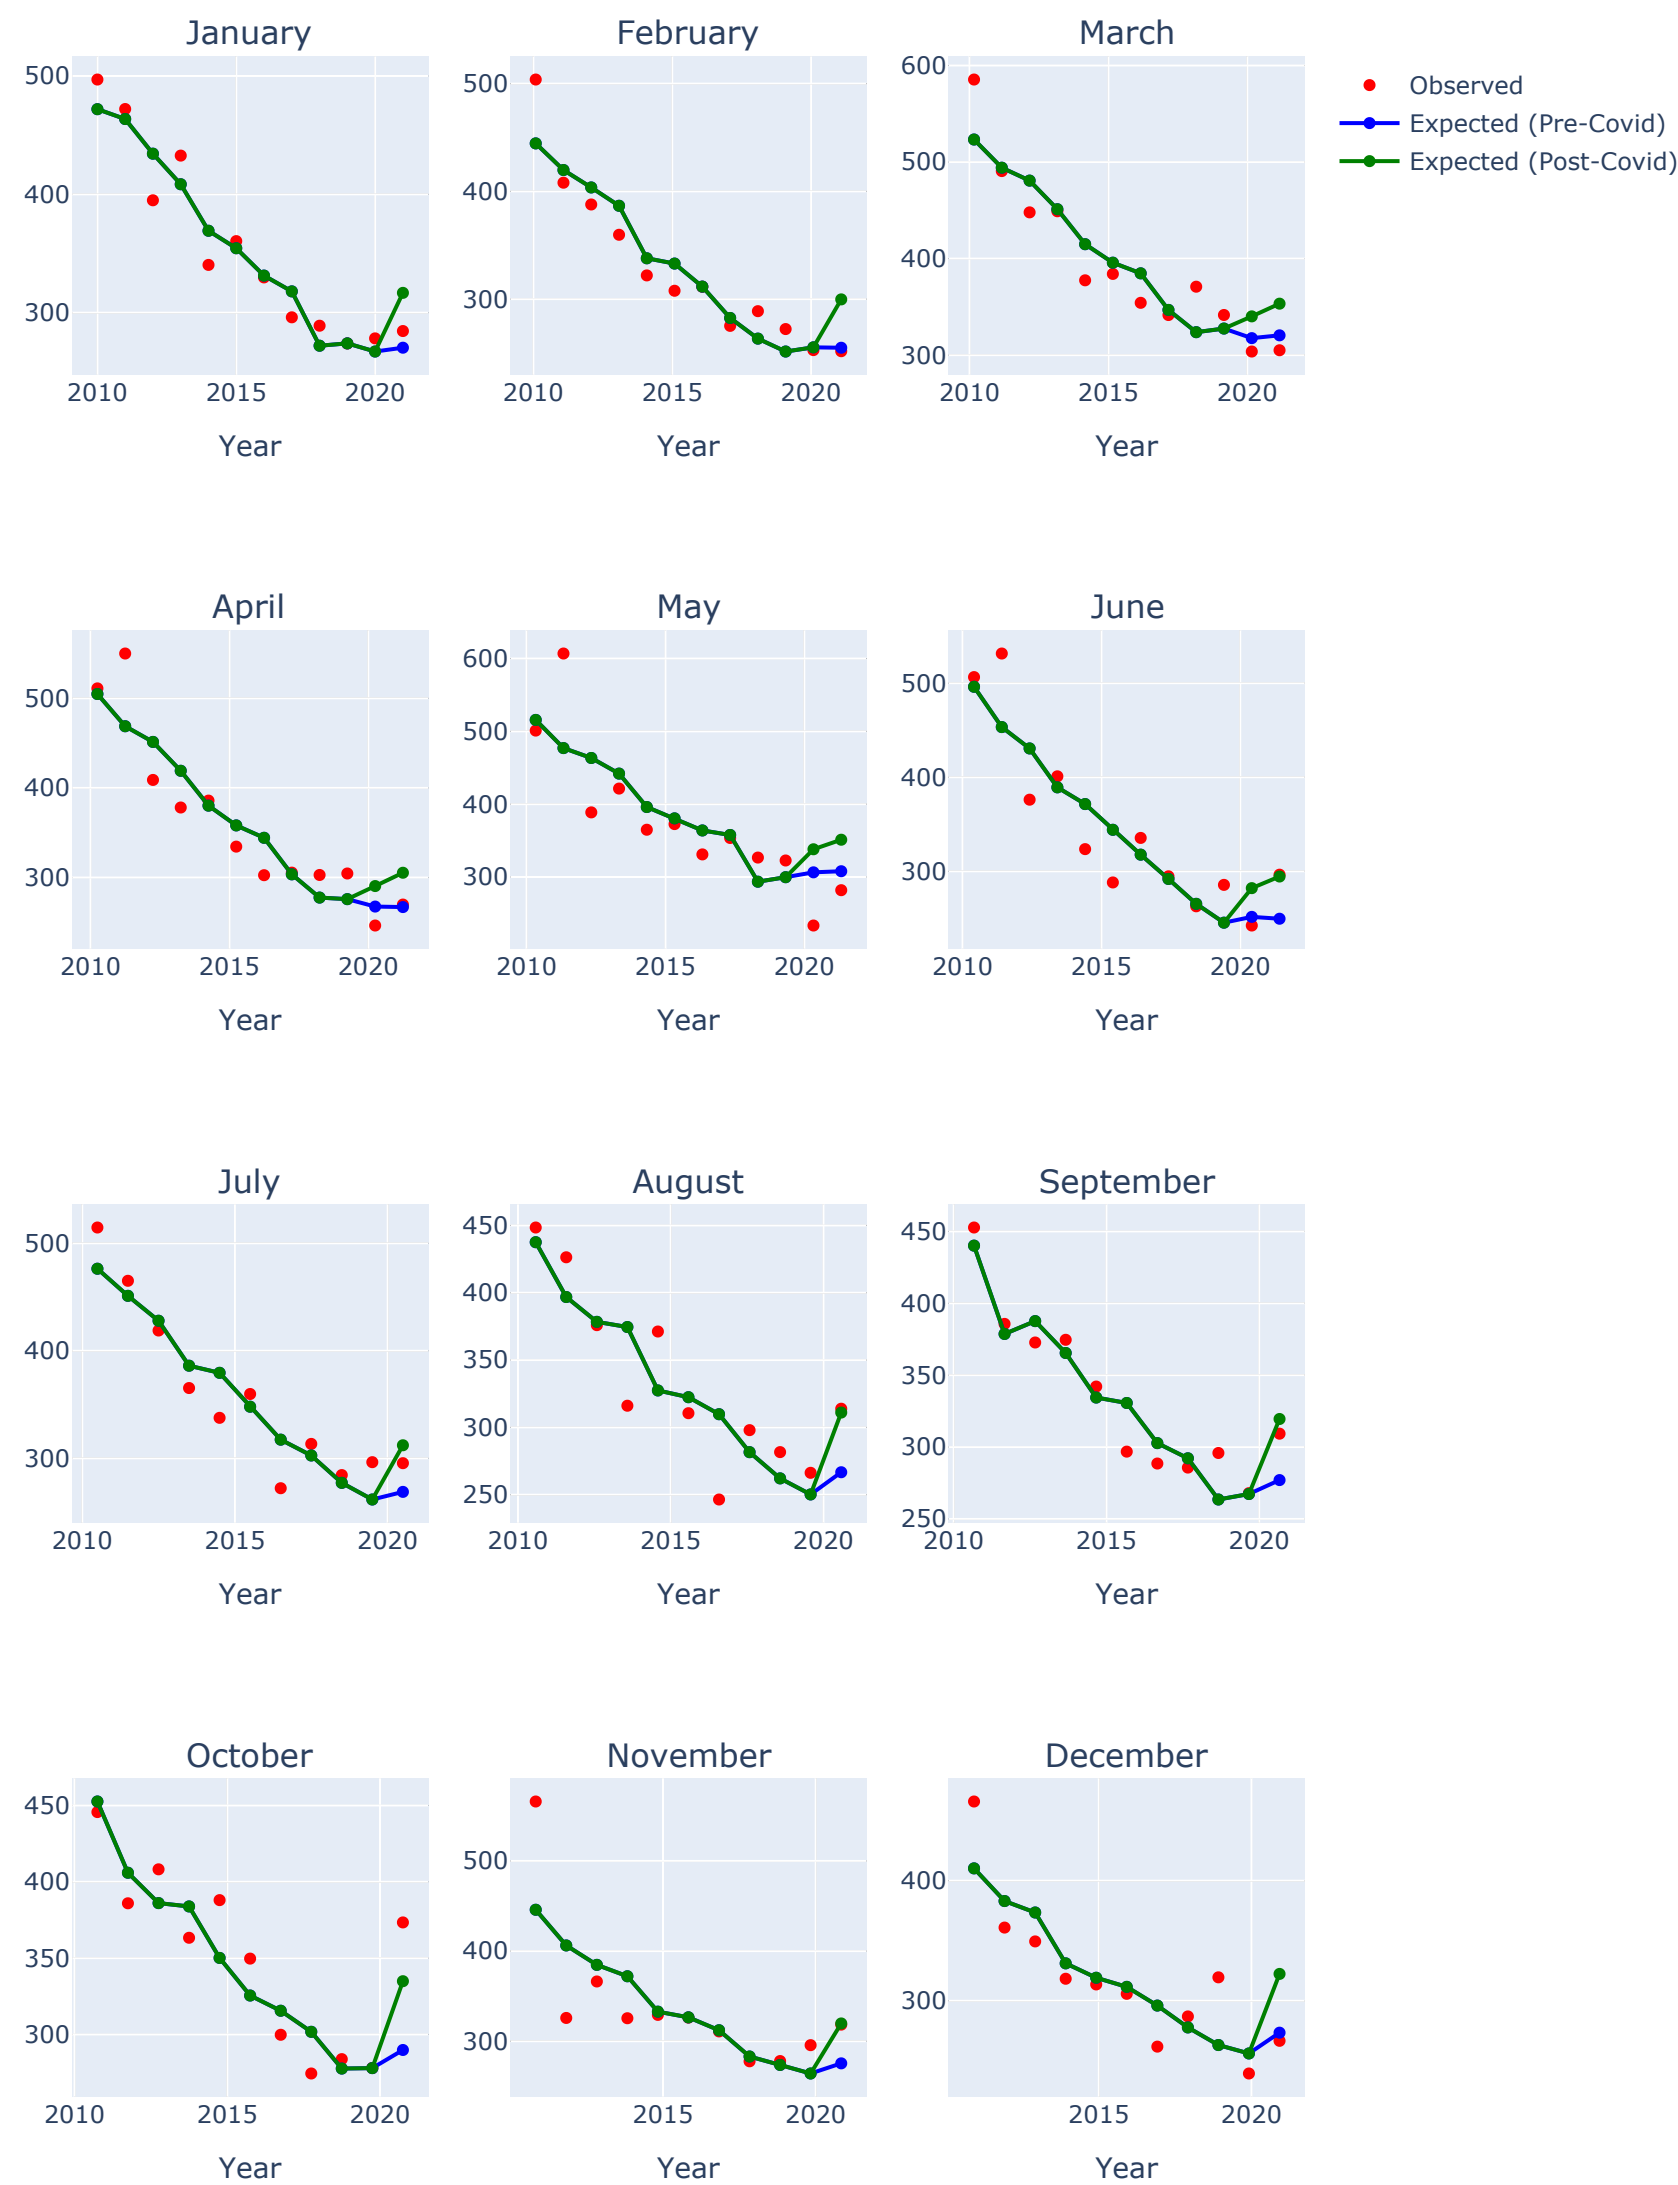 January
February
March
500
400
300
2010
2015
2020
Year
500
400
300
2010
2015
2020
Year
600
500
400
300
2010
2015
2020
Year
Observed
Expected (Pre-Covid)
Expected (Post-Covid)
April
May
June
500
400
300
2010
2015
2020
Year
600
500
400
300
2010
2015
2020
Year
500
400
300
2010
2015
2020
Year
July
August
September
500
400
300
2010
2015
2020
Year
450
400
350
300
250
2010
2015
2020
Year
450
400
350
300
250
2010
2015
2020
Year
October
November
December
450
400
350
300
2010
2015
2020
Year
500
400
300
2015
2020
Year
400
300
2015
2020
Year